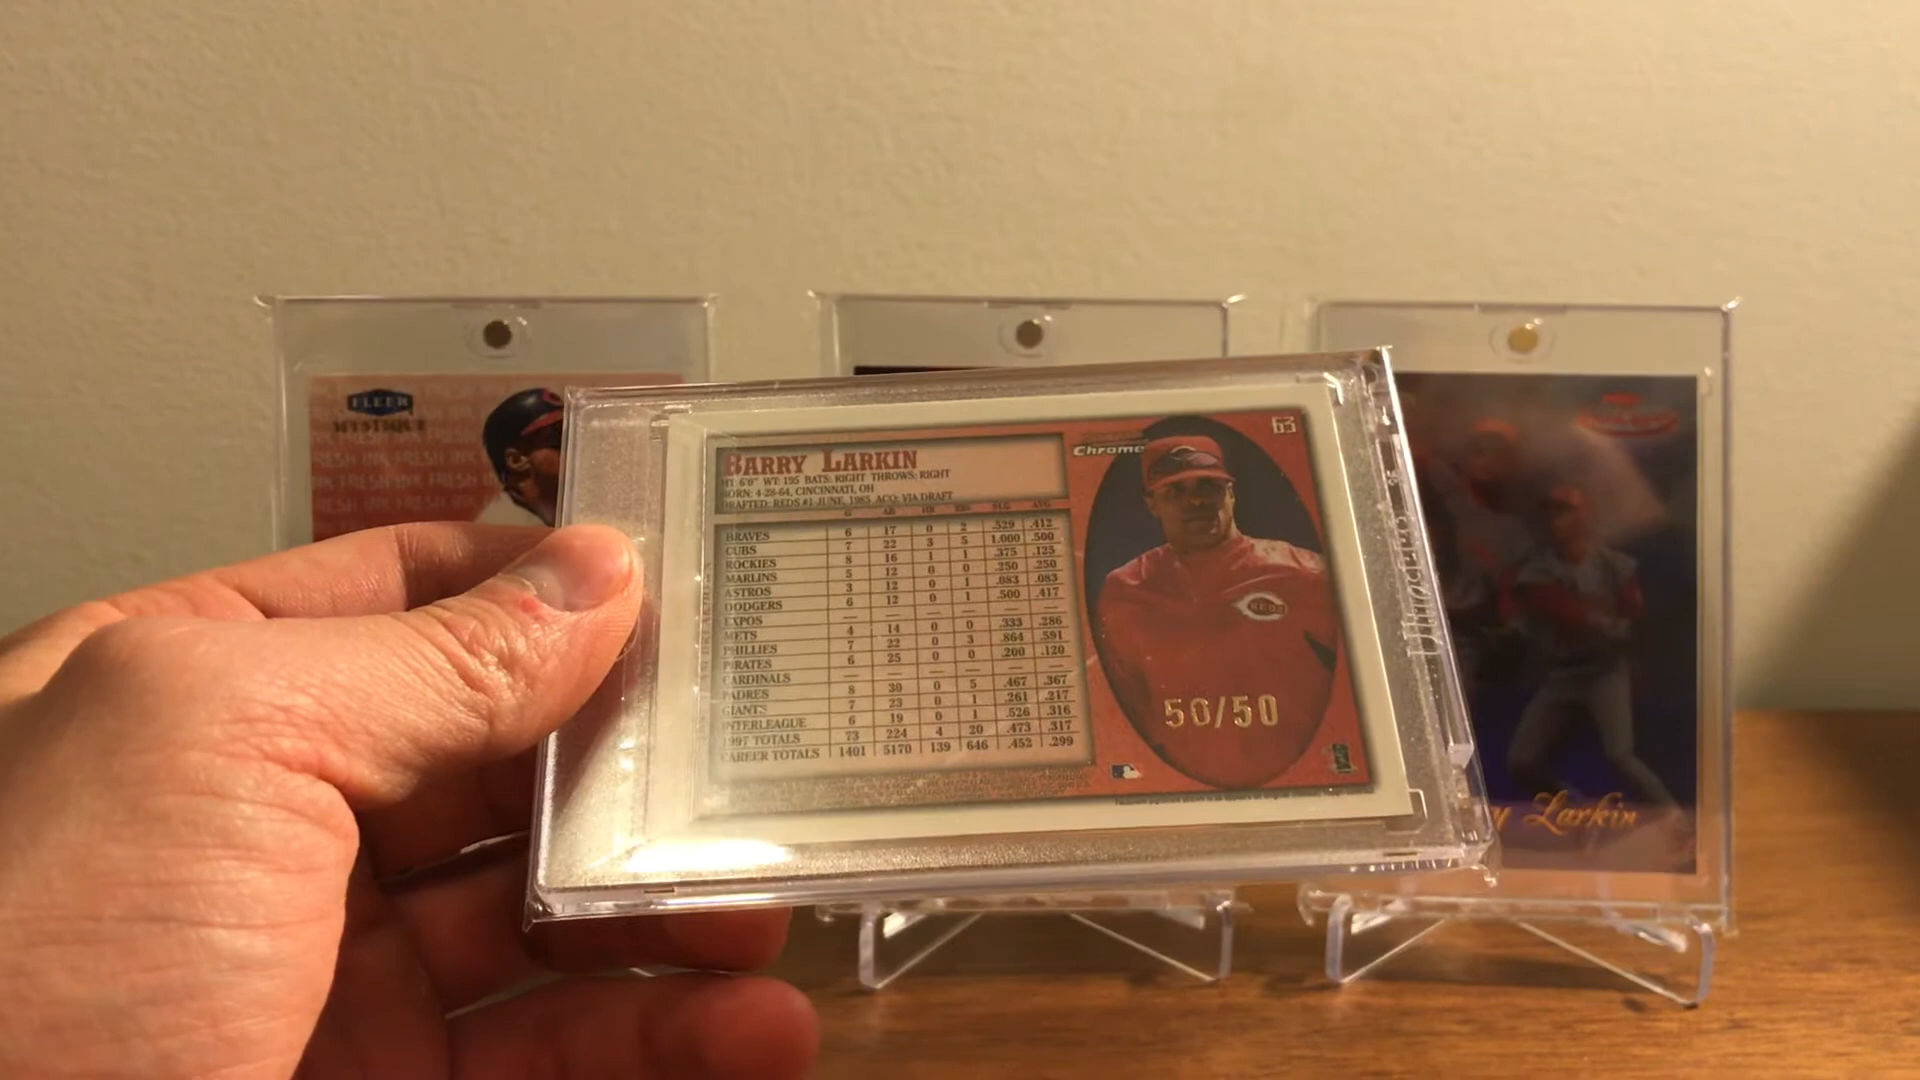 FLEER
MYSTIQUE
BARRY LARKIN
HT: 6'0" WT: 195 BATS: RIGHT THROWS: RIGHT
BORN: 4-28-64, CINCINNATI, OH
DRAFTED: REDS #1-JUNE, 1985 ACQ: VIA DRAFT
G AB HR RBI SLG AVG
BRAVES 6 17 0 2 .529 .412
CUBS 7 22 3 5 1.000 .500
ROCKIES 8 16 1 1 .375 .125
MARLINS 5 12 0 0 .250 .250
ASTROS 3 12 0 1 .083 .083
DODGERS 6 12 0 1 .500 .417
EXPOS — — — — — —
METS 4 14 0 0 .333 .286
PHILLIES 7 22 0 3 .864 .591
PIRATES 6 25 0 0 .200 .120
CARDINALS — — — — — —
PADRES 8 30 0 5 .467 .367
GIANTS 7 23 0 1 .261 .217
INTERLEAGUE 6 19 0 1 .526 .316
1997 TOTALS 73 224 4 20 .473 .317
CAREER TOTALS 1401 5170 139 646 .452 .299
Chrome
63
REDS
50/50
Larkin